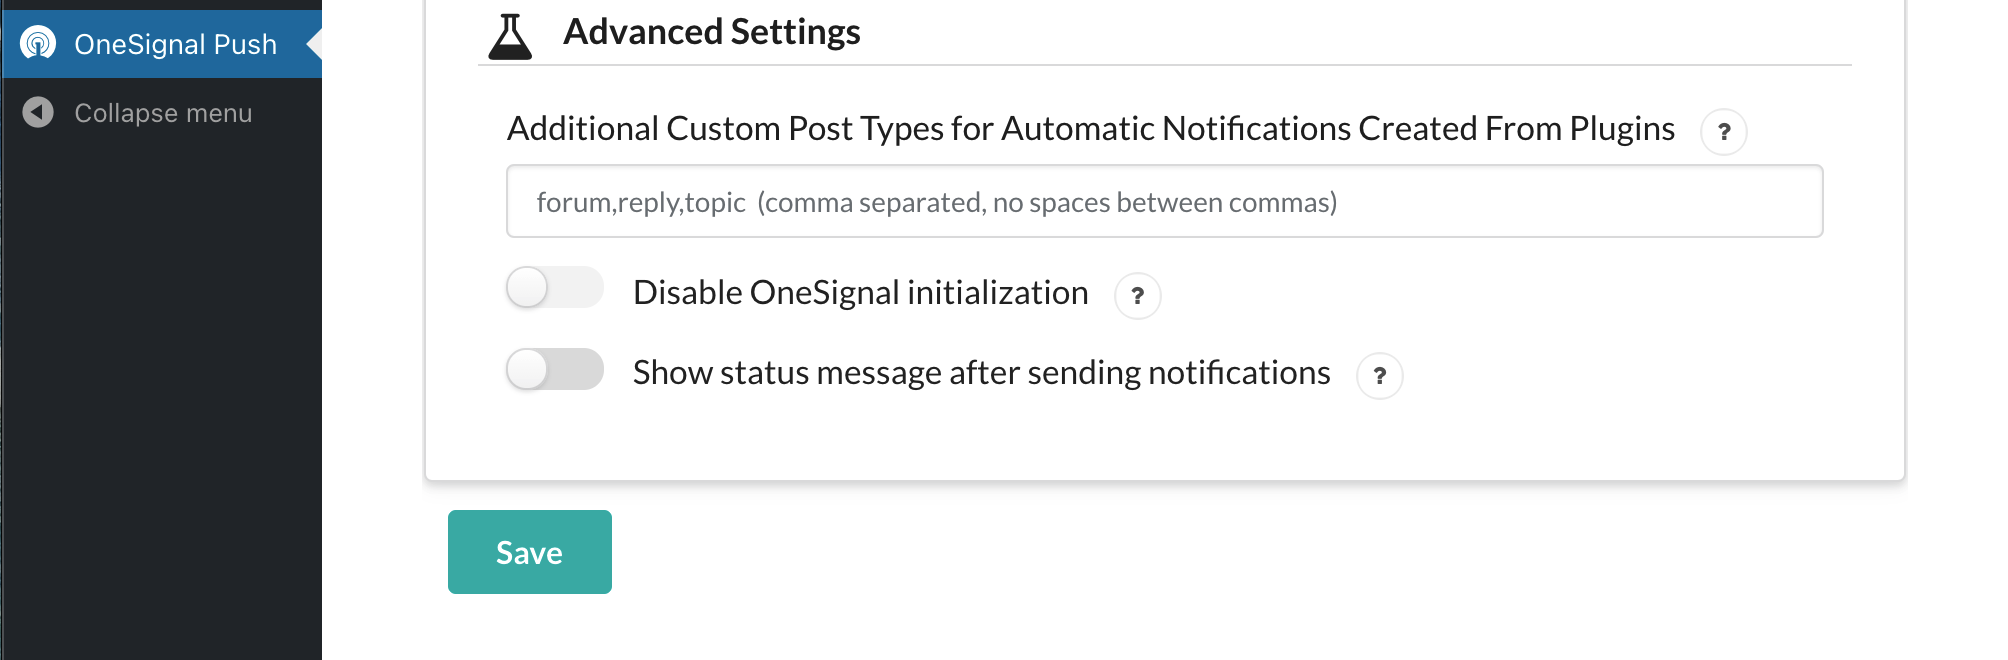 OneSignal Push
Collapse menu
Advanced Settings
Additional Custom Post Types for Automatic Notifications Created From Plugins ?
forum,reply,topic (comma separated, no spaces between commas)
Disable OneSignal initialization ?
Show status message after sending notifications ?
Save